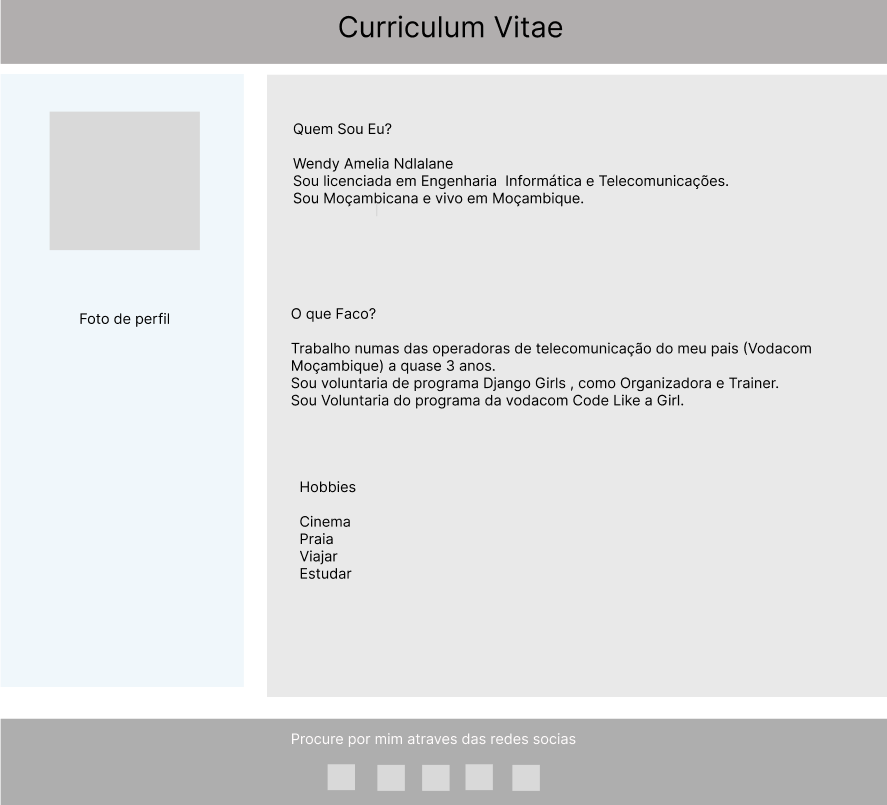 Curriculum Vitae
Foto de perfil
Quem Sou Eu?
Wendy Amelia Ndlalane
Sou licenciada em Engenharia  Informática e Telecomunicações.
Sou Moçambicana e vivo em Moçambique.
O que Faco?
Trabalho numas das operadoras de telecomunicação do meu pais (Vodacom
Moçambique) a quase 3 anos.
Sou voluntaria de programa Django Girls , como Organizadora e Trainer.
Sou Voluntaria do programa da vodacom Code Like a Girl.
Hobbies
Cinema
Praia
Viajar
Estudar
Procure por mim atraves das redes socias